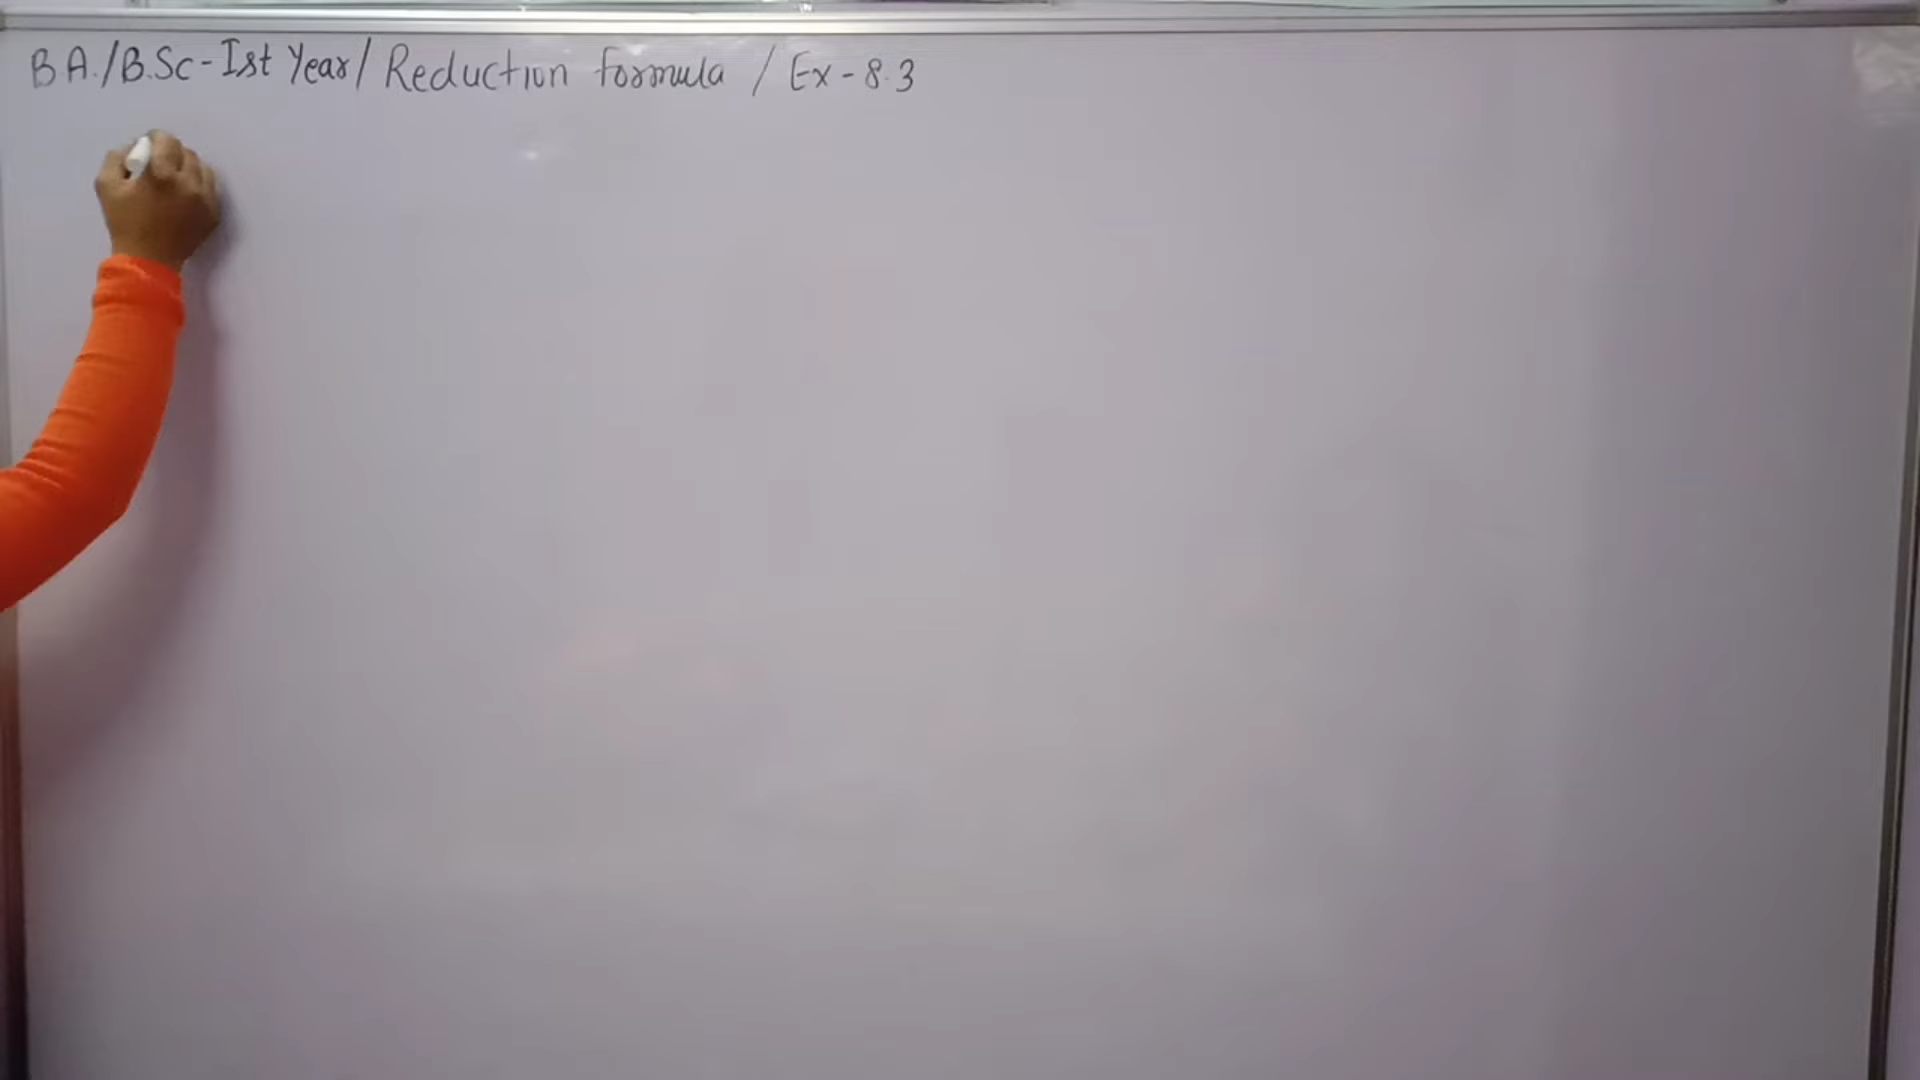 B A./B.Sc-Ist Year/ Reduction formula / Ex-8.3